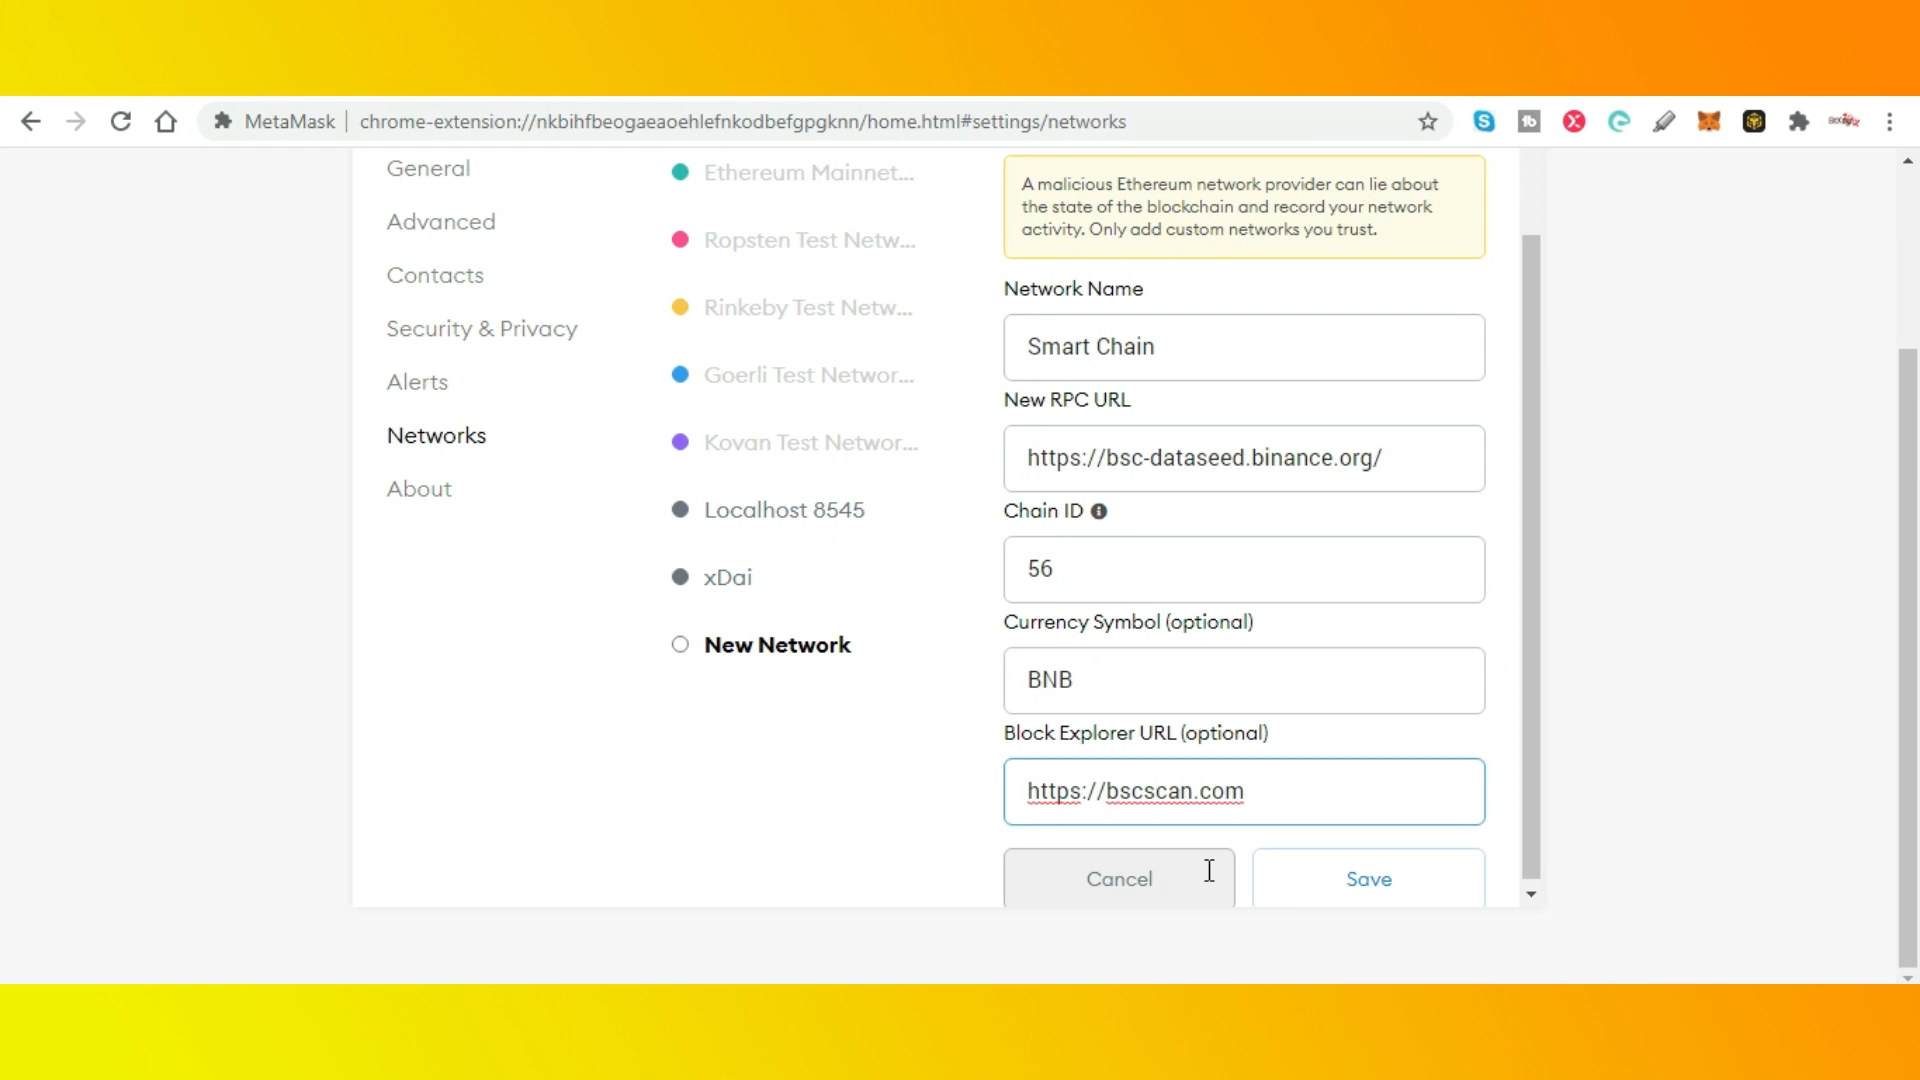 MetaMask
chrome-extension://nkbihfbeogaeaoehlefnkodbefgpgknn/home.html#settings/networks
General
Advanced
Contacts
Security & Privacy
Alerts
Networks
About
Ethereum Mainnet...
Ropsten Test Netw...
Rinkeby Test Netw...
Goerli Test Networ...
Kovan Test Networ...
Localhost 8545
xDai
New Network
A malicious Ethereum network provider can lie about
the state of the blockchain and record your network
activity. Only add custom networks you trust.
Network Name
Smart Chain
New RPC URL
https://bsc-dataseed.binance.org/
Chain ID
56
Currency Symbol (optional)
BNB
Block Explorer URL (optional)
https://bscscan.com
Cancel
Save